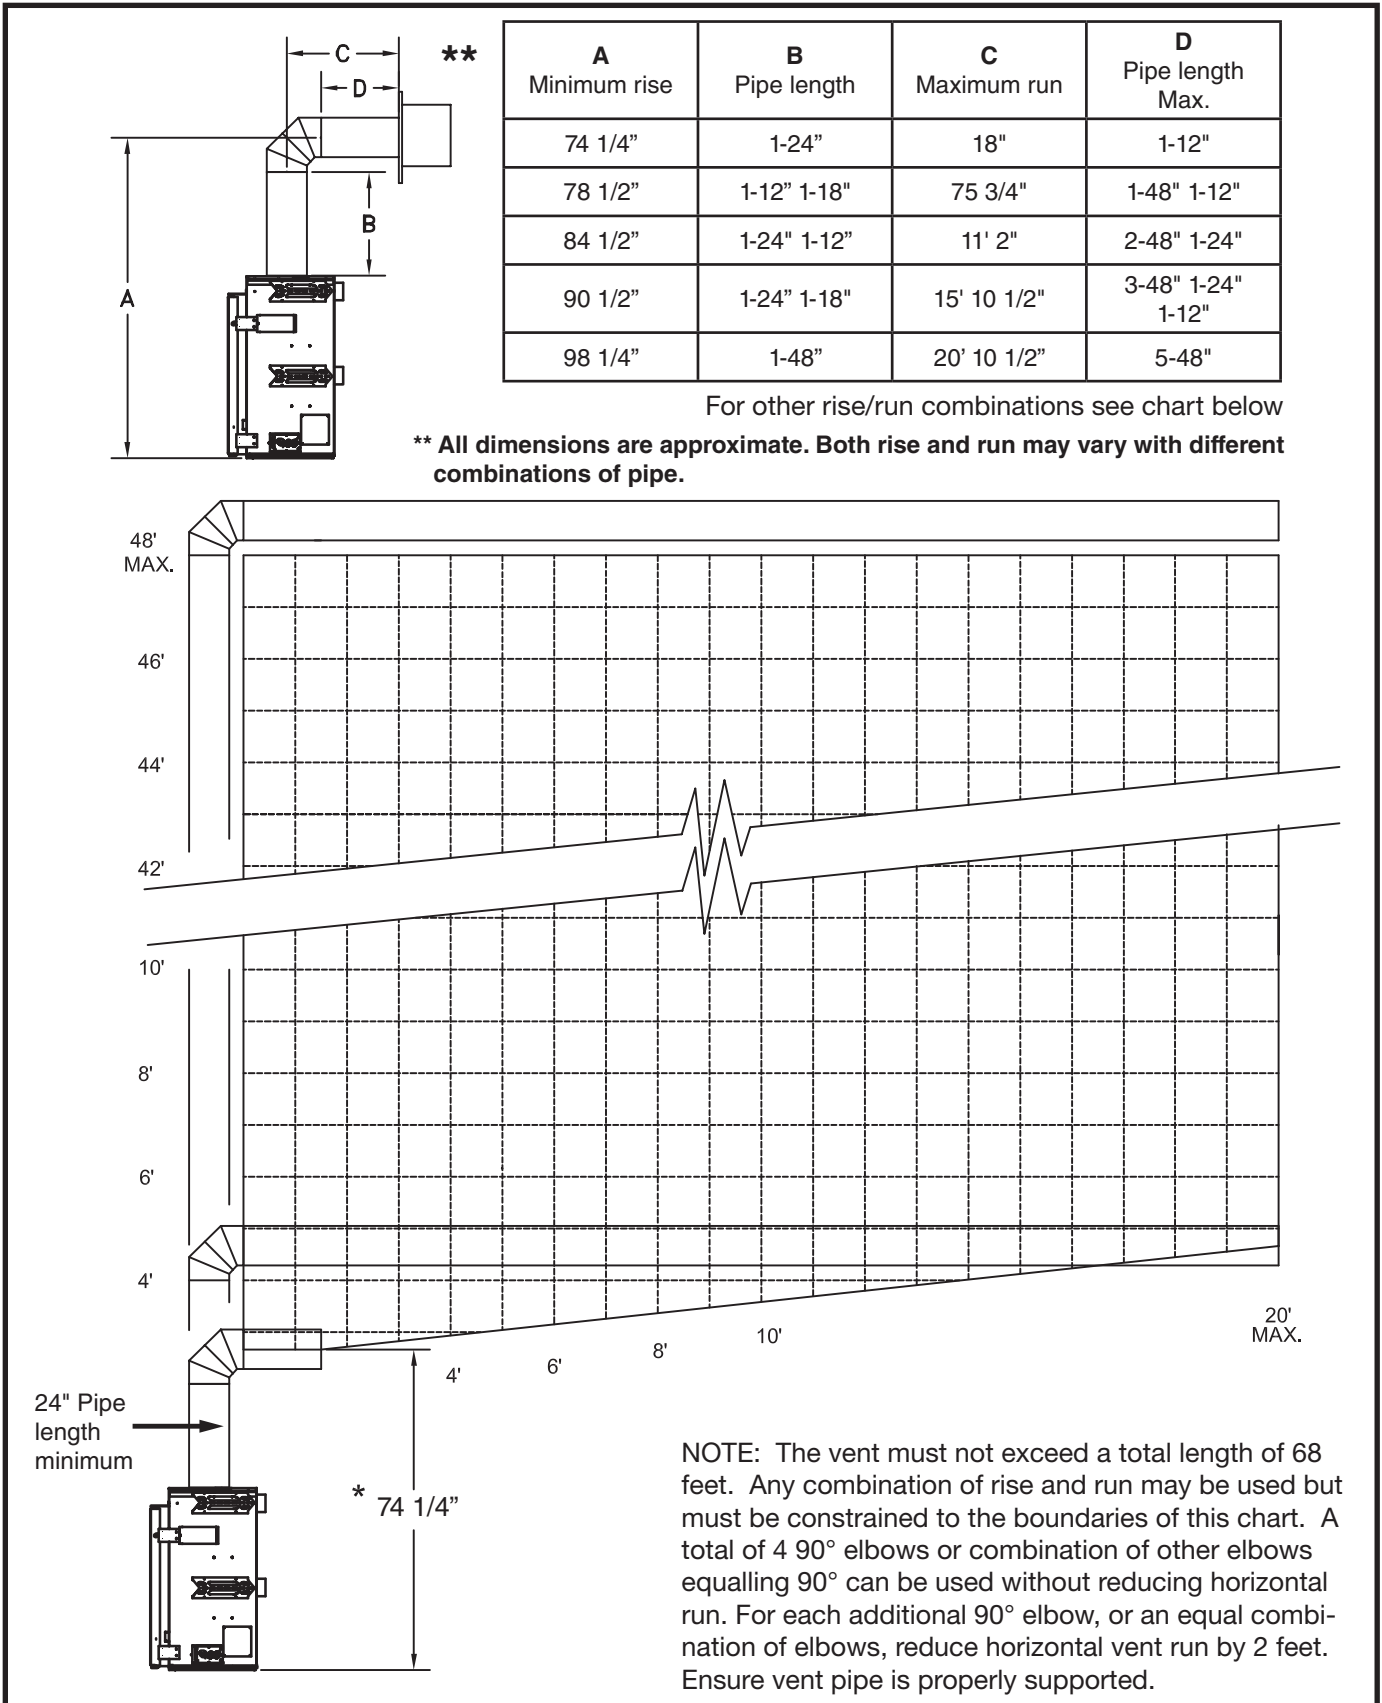 C
**
D
B
A
A B C D
Minimum rise Pipe length Maximum run Pipe length
Max.
74 1/4” 1-24” 18" 1-12"
78 1/2” 1-12” 1-18" 75 3/4" 1-48" 1-12"
84 1/2” 1-24" 1-12” 11' 2" 2-48" 1-24"
90 1/2” 1-24” 1-18" 15' 10 1/2" 3-48" 1-24"
1-12"
98 1/4” 1-48” 20’ 10 1/2” 5-48"
For other rise/run combinations see chart below
** All dimensions are approximate. Both rise and run may vary with different
combinations of pipe.
48'
MAX.
46'
44'
42'
10'
8'
6'
4'
4'
6'
8'
10'
20'
MAX.
24" Pipe
length
minimum
* 74 1/4”
NOTE: The vent must not exceed a total length of 68
feet. Any combination of rise and run may be used but
must be constrained to the boundaries of this chart. A
total of 4 90° elbows or combination of other elbows
equalling 90° can be used without reducing horizontal
run. For each additional 90° elbow, or an equal combi-
nation of elbows, reduce horizontal vent run by 2 feet.
Ensure vent pipe is properly supported.